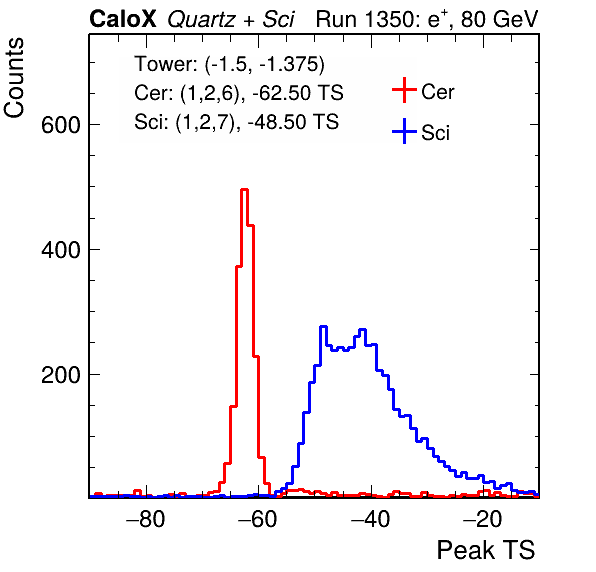 CaloX Quartz + Sci Run 1350: e⁺, 80 GeV
Counts
Tower: (-1.5, -1.375)
Cer: (1,2,6), -62.50 TS
Sci: (1,2,7), -48.50 TS
Cer
Sci
600
400
200
−80 −60 −40 −20
Peak TS